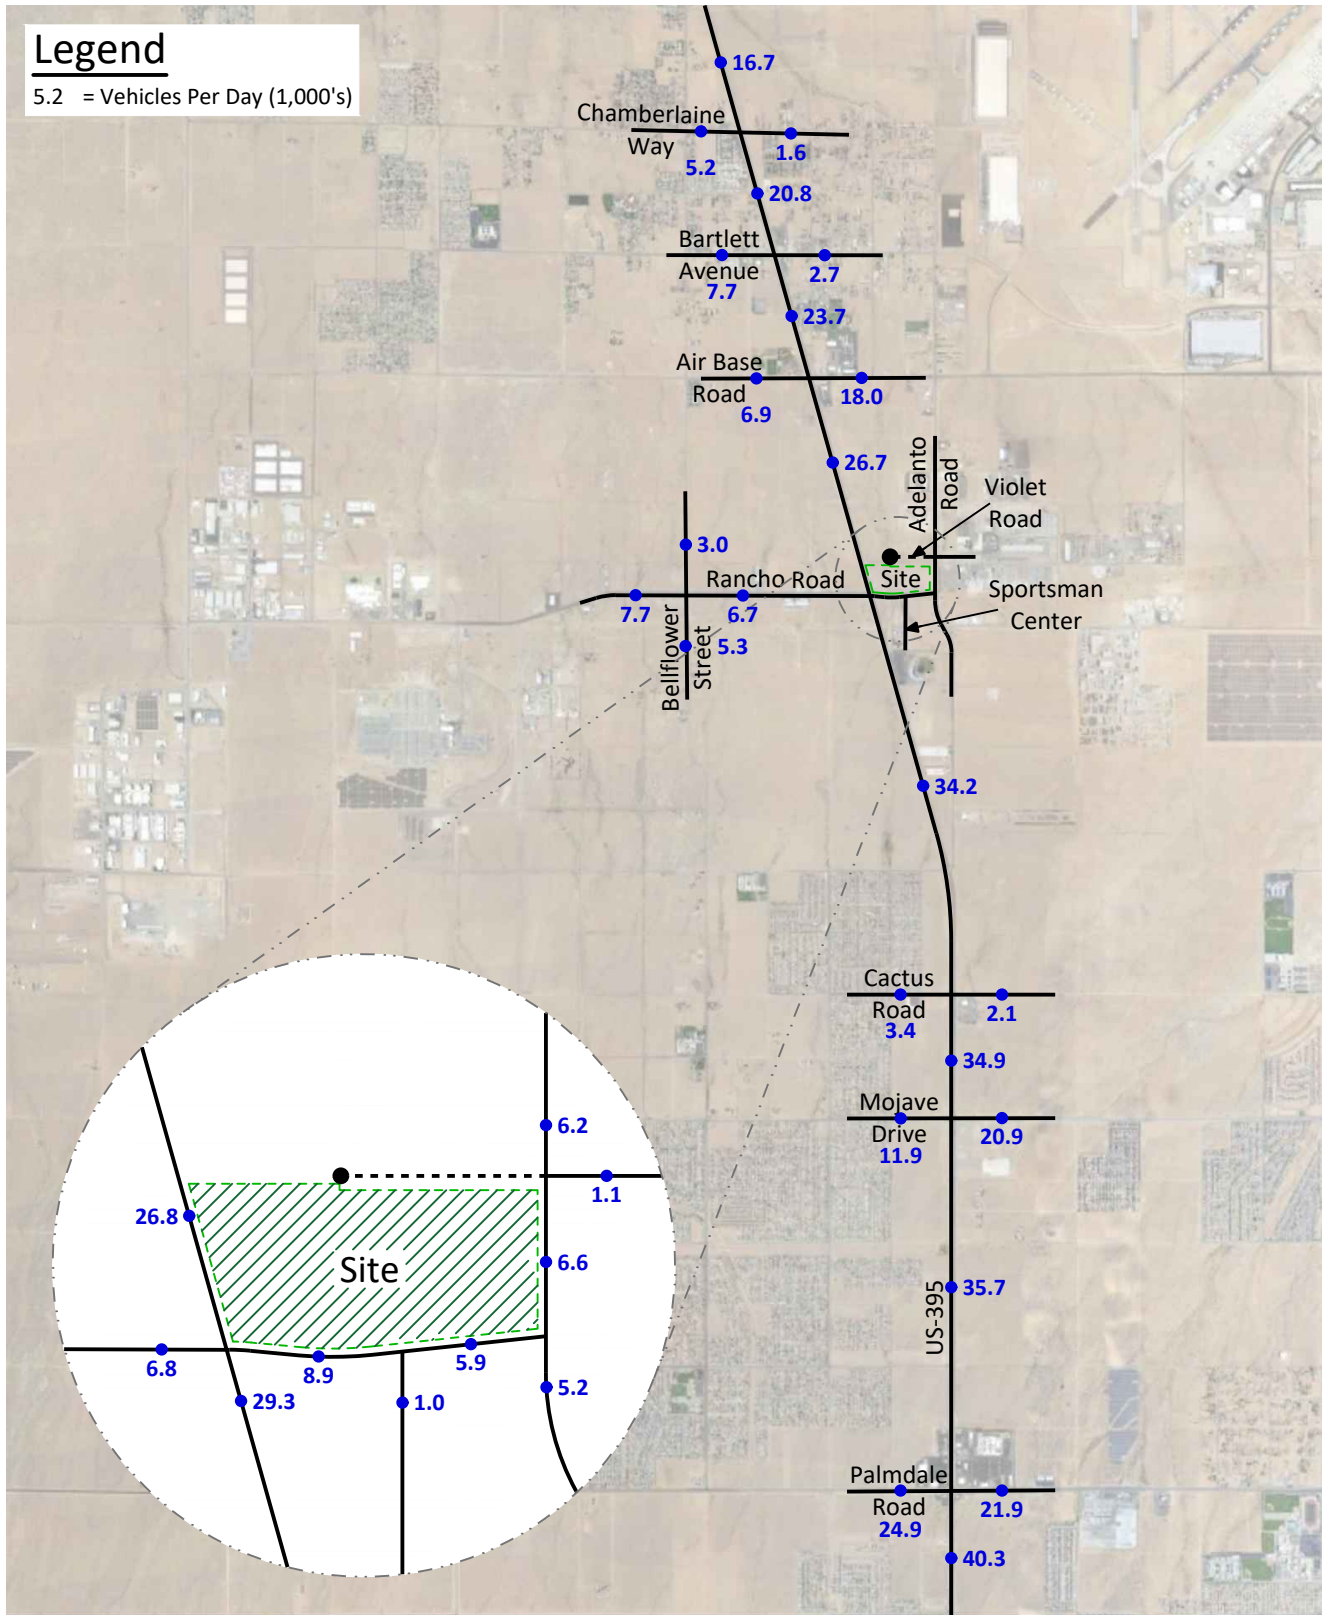 Legend
5.2 = Vehicles Per Day (1,000's)
16.7
Chamberlaine
Way
5.2
1.6
20.8
Bartlett
Avenue
7.7
2.7
23.7
Air Base
Road
6.9
18.0
26.7
Adelanto
Road
Violet
Road
3.0
Rancho Road
Site
Sportsman
Center
7.7
6.7
Bellflower
Street
5.3
34.2
Cactus
Road
3.4
2.1
34.9
Mojave
Drive
11.9
20.9
US-395
35.7
Palmdale
Road
24.9
21.9
40.3
6.2
1.1
26.8
Site
6.6
6.8
8.9
5.9
5.2
29.3
1.0